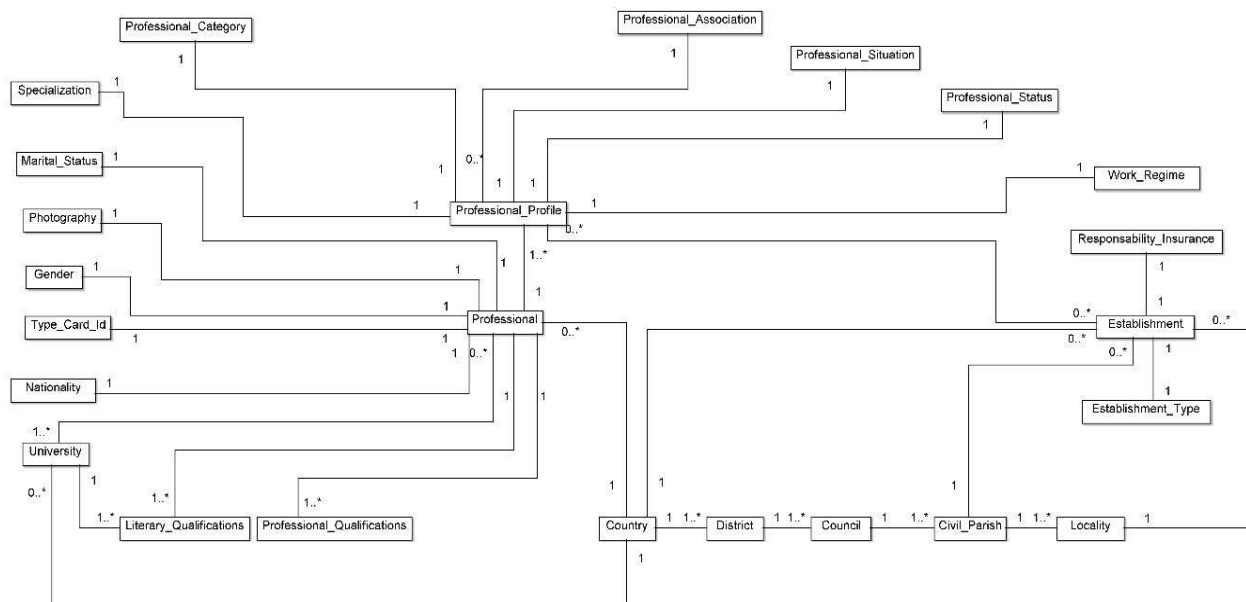 Professional_Category
Professional_Association
Professional_Situation
1
1
1
Specialization
1
Professional_Status
1
1
Marital_Status
1
0..*
1
1
1
1
Work_Regime
Photography
1
1
Professional_Profile
1
0..*
1..*
Responsability_Insurance
1
1
1
Gender
1
1
1
1
0..*
Type_Card_Id
1
1
Professional
0..*
Establishment
0..*
0..*
1
0..*
0..*
1
Nationality
1
1
1
1
Establishment_Type
1..*
University
0..*
1
1
1
1
1..*
1..*
1..*
Literary_Qualifications
Professional_Qualifications
Country
1
1..*
District
1
1..*
Council
1
1..*
Civil_Parish
1
1..*
Locality
1
1